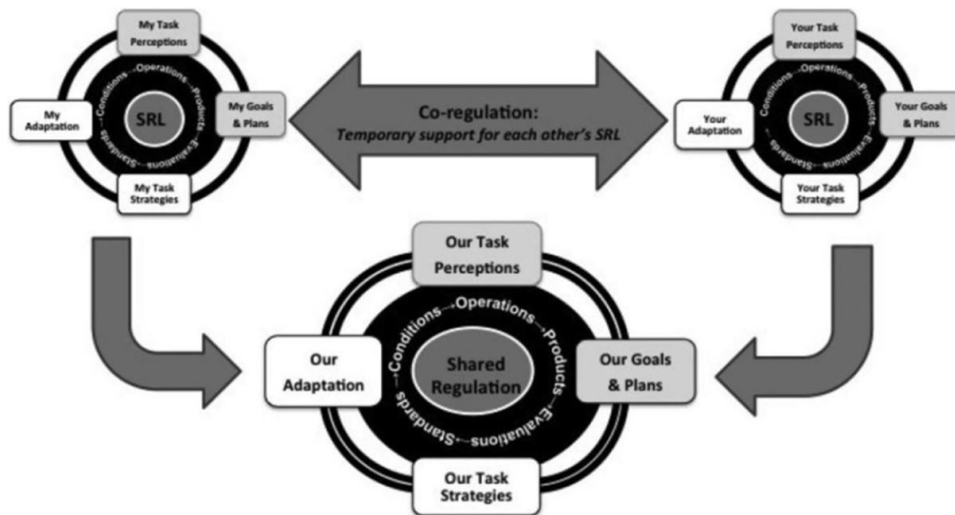 My Task
Perceptions
My
Adaptation
Conditions→Operations→Products→Evaluations→Standards→
SRL
My Goals
& Plans
My Task
Strategies
Co-regulation:
Temporary support for each other's SRL
Your Task
Perceptions
Your
Adaptation
Conditions→Operations→Products→Evaluations→Standards→
SRL
Your Goals
& Plans
Your Task
Strategies
Our Task
Perceptions
Our
Adaptation
Conditions→Operations→Products→Evaluations→Standards→
Shared
Regulation
Our Goals
& Plans
Our Task
Strategies